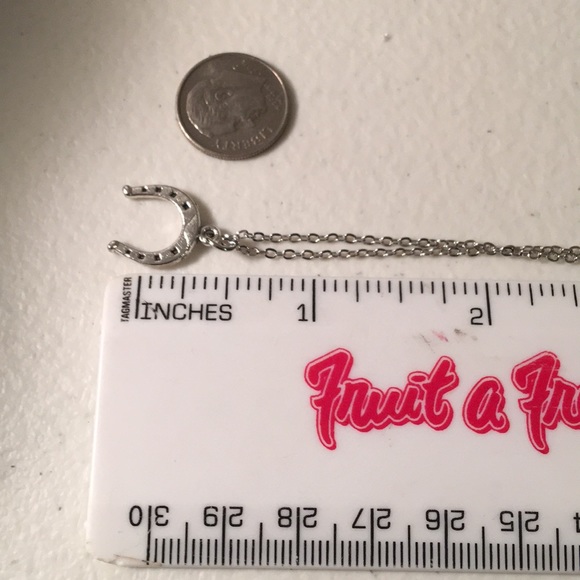 LIBERTY
TAGMASTER
INCHES 1 2
Fruit a Fr
30 29 28 27 26 25